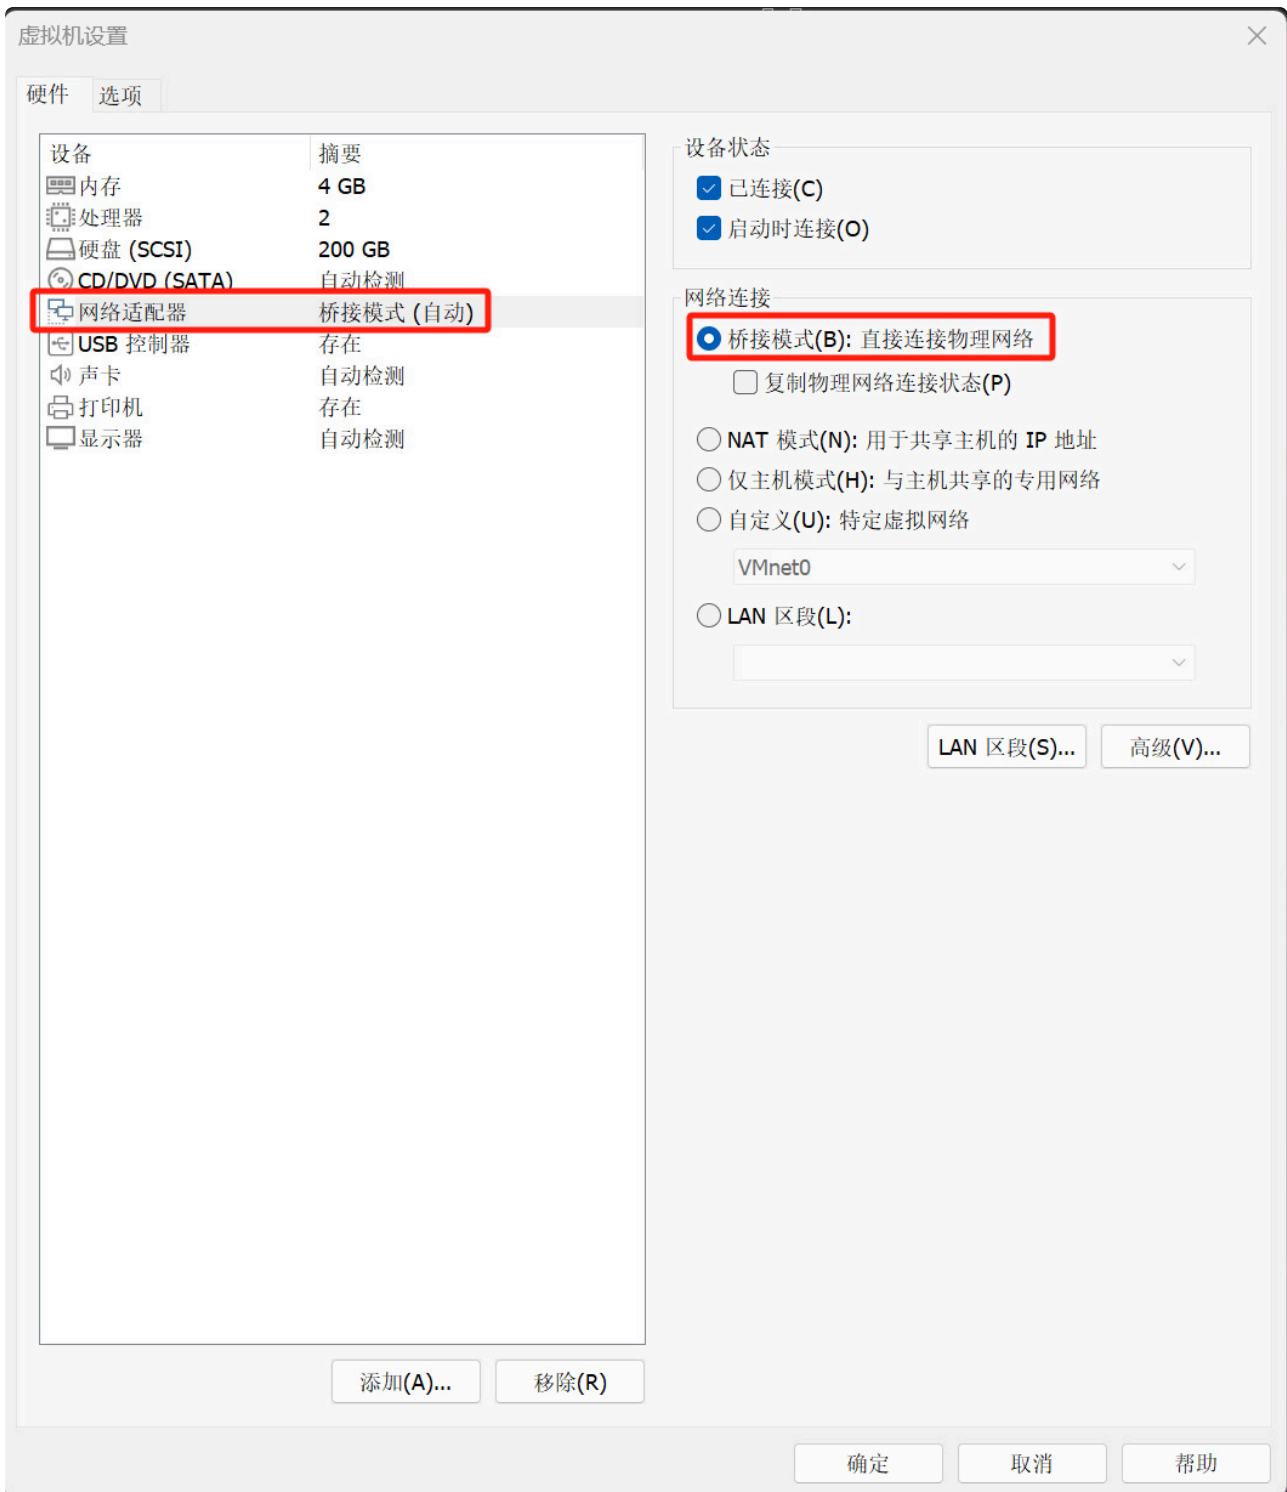 虚拟机设置
硬件 选项
设备 摘要
内存 4 GB
处理器 2
硬盘 (SCSI) 200 GB
CD/DVD (SATA) 自动检测
网络适配器 桥接模式 (自动)
USB 控制器 存在
声卡 自动检测
打印机 存在
显示器 自动检测
添加(A)... 移除(R)
设备状态
已连接(C)
启动时连接(O)
网络连接
桥接模式(B): 直接连接物理网络
复制物理网络连接状态(P)
NAT 模式(N): 用于共享主机的 IP 地址
仅主机模式(H): 与主机共享的专用网络
自定义(U): 特定虚拟网络
VMnet0
LAN 区段(L):
LAN 区段(S)... 高级(V)...
确定 取消 帮助